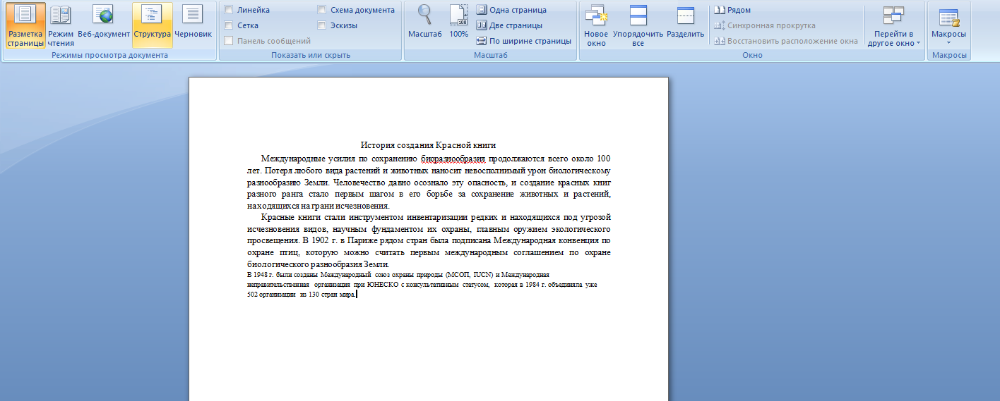 Линейка Схема документа Одна страница Рядом
Сетка Эскизы Две страницы Синхронная прокрутка
Панель сообщений По ширине страницы Восстановить расположение окна
Разметка страницы Режим чтения Веб-документ Структура Черновик Масштаб 100% Новое окно Упорядочить все Разделить Перейти в другое окно Макросы
100
Режимы просмотра документа Показать или скрыть Масштаб Окно Макросы
История создания Красной книги
Международные усилия по сохранению биоразнообразия продолжаются всего около 100
лет. Потеря любого вида растений и животных наносит невосполнимый урон биологическому
разнообразию Земли. Человечество давно осознало эту опасность, и создание красных книг
разного ранга стало первым шагом в его борьбе за сохранение животных и растений,
находящихся на грани исчезновения.
Красные книги стали инструментом инвентаризации редких и находящихся под угрозой
исчезновения видов, научным фундаментом их охраны, главным оружием экологического
просвещения. В 1902 г. в Париже рядом стран была подписана Международная конвенция по
охране птиц, которую можно считать первым международным соглашением по охране
биологического разнообразия Земли.
В 1948 г. были созданы Международный союз охраны природы (МСОП, IUCN) и Международная
неправительственная организация при ЮНЕСКО с консультативным статусом, которая в 1984 г. объединяла уже
502 организации из 130 стран мира.